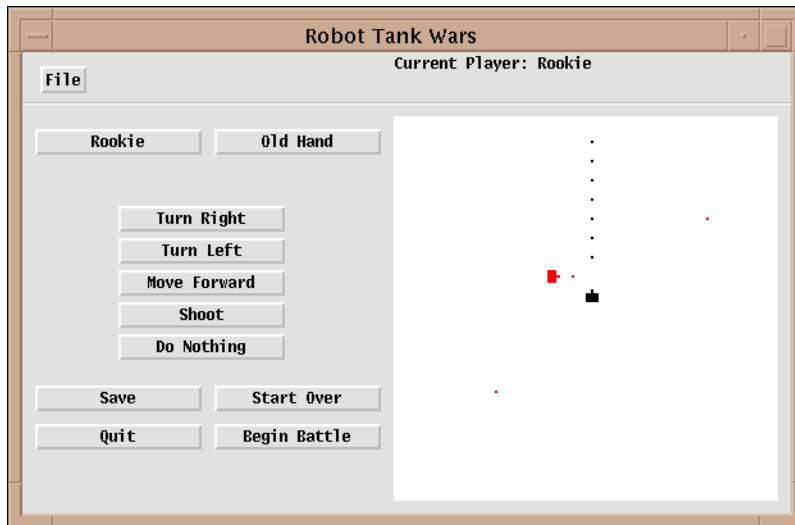 Robot Tank Wars
Current Player: Rookie
File
Rookie
Old Hand
Turn Right
Turn Left
Move Forward
Shoot
Do Nothing
Save
Start Over
Quit
Begin Battle